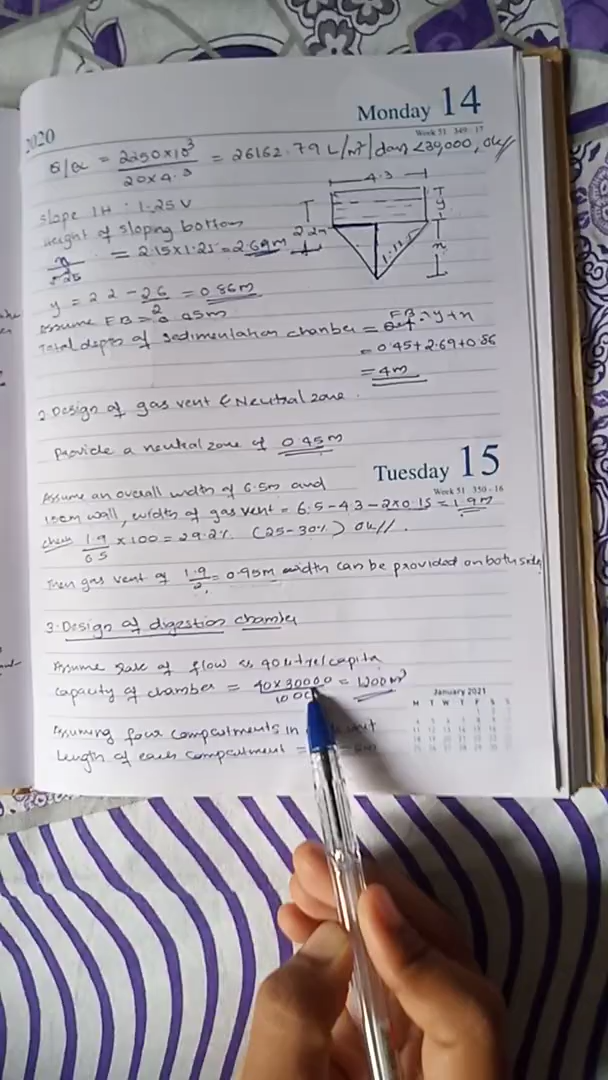 2020
Monday 14
Week 51 349-17
= 2250×10³ / 20×4.3 = 26162.79 L/m²/day <30,000, ok//
slope 1H : 1.25V
height of sloping bottom
= 2.15×1.25 = 2.69m
4.3
y = 2.2 - 2.6/2 = 0.86m
Assume FB = 0.45m
Total depth of sedimentation chamber = FB+y+x
= 0.45+2.69+0.86
= 4m
2. Design of gas vent & Neutral zone.
Provide a neutral zone of 0.45m
Tuesday 15
Week 51 350-16
Assume an overall width of 6.5m and
15cm wall, width of gas vent = 6.5-4.3-2×0.15 = 1.9m
check 1.9/6.5 ×100 = 29.2% (25-30%) ok//.
Then gas vent of 1.9/2 = 0.95m width can be provided on both side
3. Design of digestion chamber
Assume rate of flow as 40 litre/capita
capacity of chamber = 40×30000/1000 = 1200m³
January 2021
M T W T F S S
Assuming four compartments in unit
Length of each compartment =